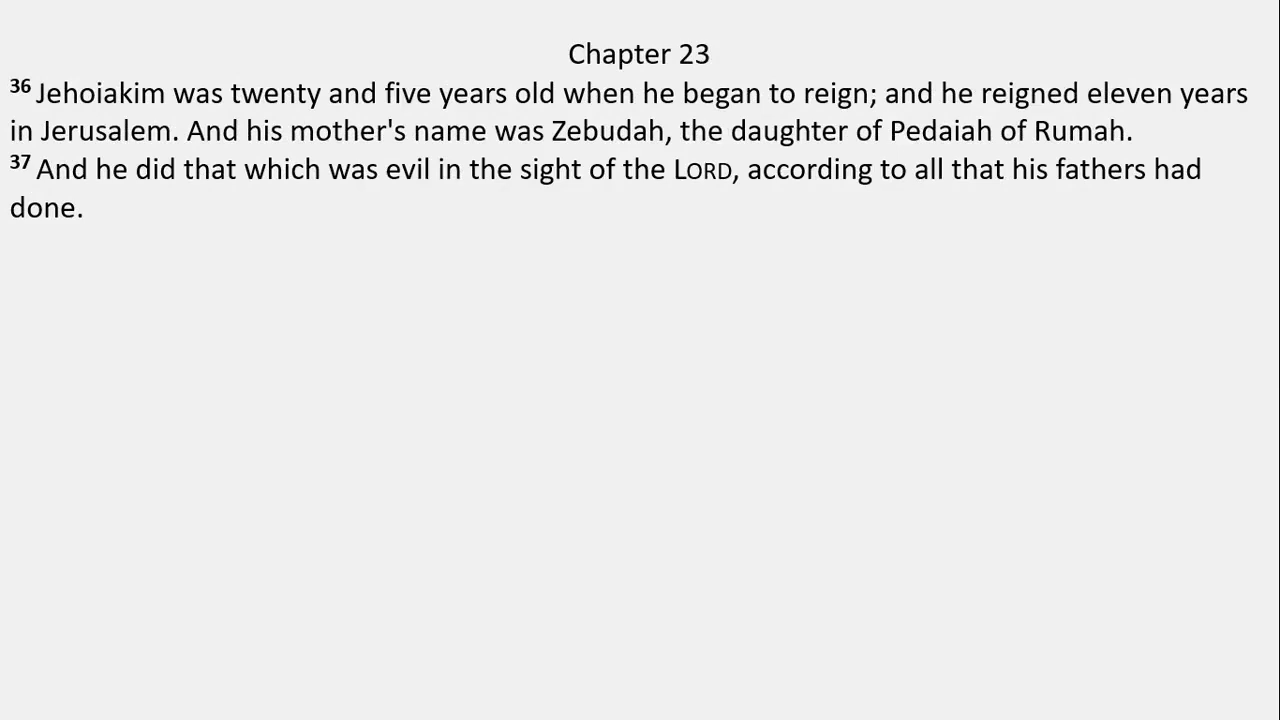 Chapter 23
36 Jehoiakim was twenty and five years old when he began to reign; and he reigned eleven years
in Jerusalem. And his mother's name was Zebudah, the daughter of Pedaiah of Rumah.
37 And he did that which was evil in the sight of the LORD, according to all that his fathers had
done.